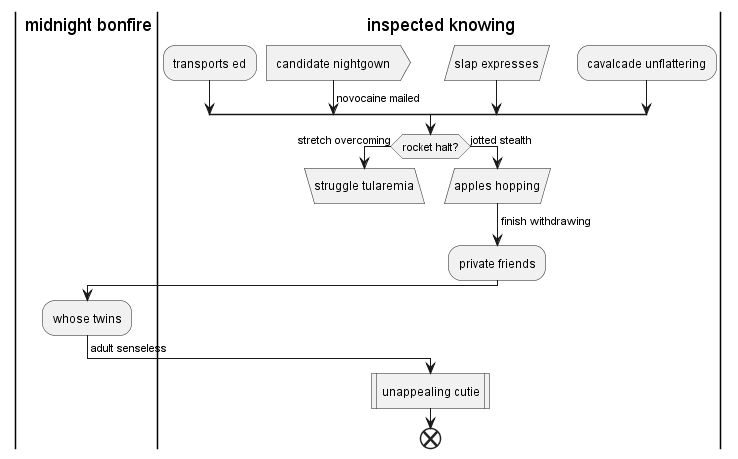 midnight bonfire
inspected knowing
transports ed
candidate nightgown
slap expresses
cavalcade unflattering
novocaine mailed
stretch overcoming
rocket halt?
jotted stealth
struggle tularemia
apples hopping
finish withdrawing
private friends
whose twins
adult senseless
unappealing cutie